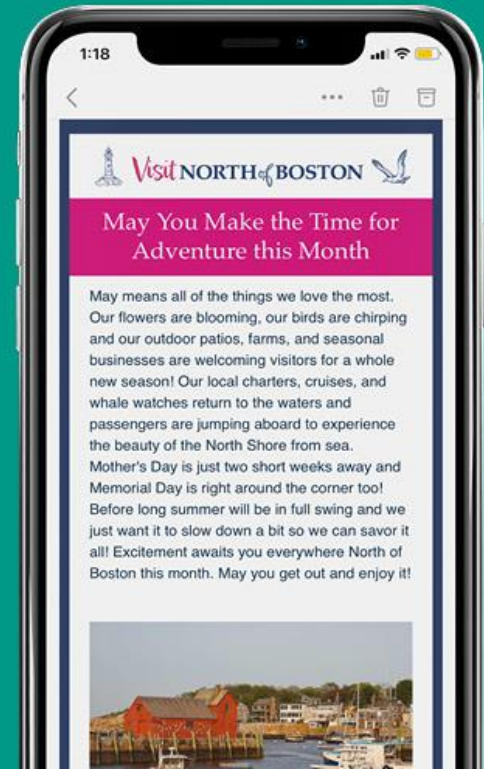 1:18
Visit NORTH of BOSTON
May You Make the Time for
Adventure this Month
May means all of the things we love the most.
Our flowers are blooming, our birds are chirping
and our outdoor patios, farms, and seasonal
businesses are welcoming visitors for a whole
new season! Our local charters, cruises, and
whale watches return to the waters and
passengers are jumping aboard to experience
the beauty of the North Shore from sea.
Mother's Day is just two short weeks away and
Memorial Day is right around the corner too!
Before long summer will be in full swing and we
just want it to slow down a bit so we can savor it
all! Excitement awaits you everywhere North of
Boston this month. May you get out and enjoy it!